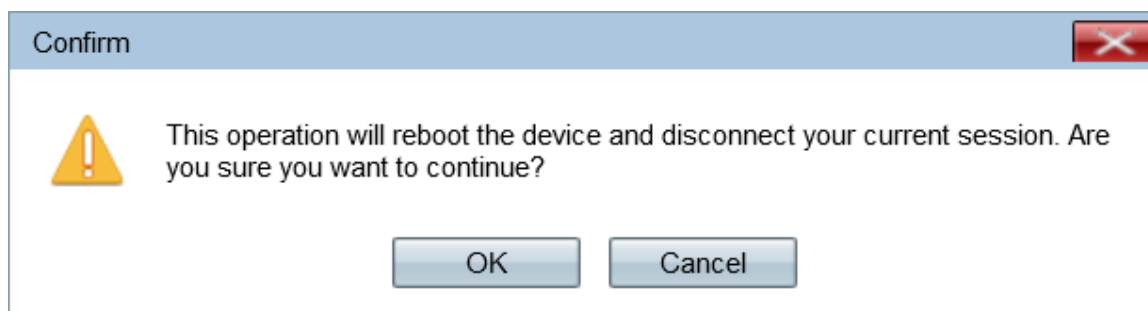 Confirm
This operation will reboot the device and disconnect your current session. Are
you sure you want to continue?
OK
Cancel